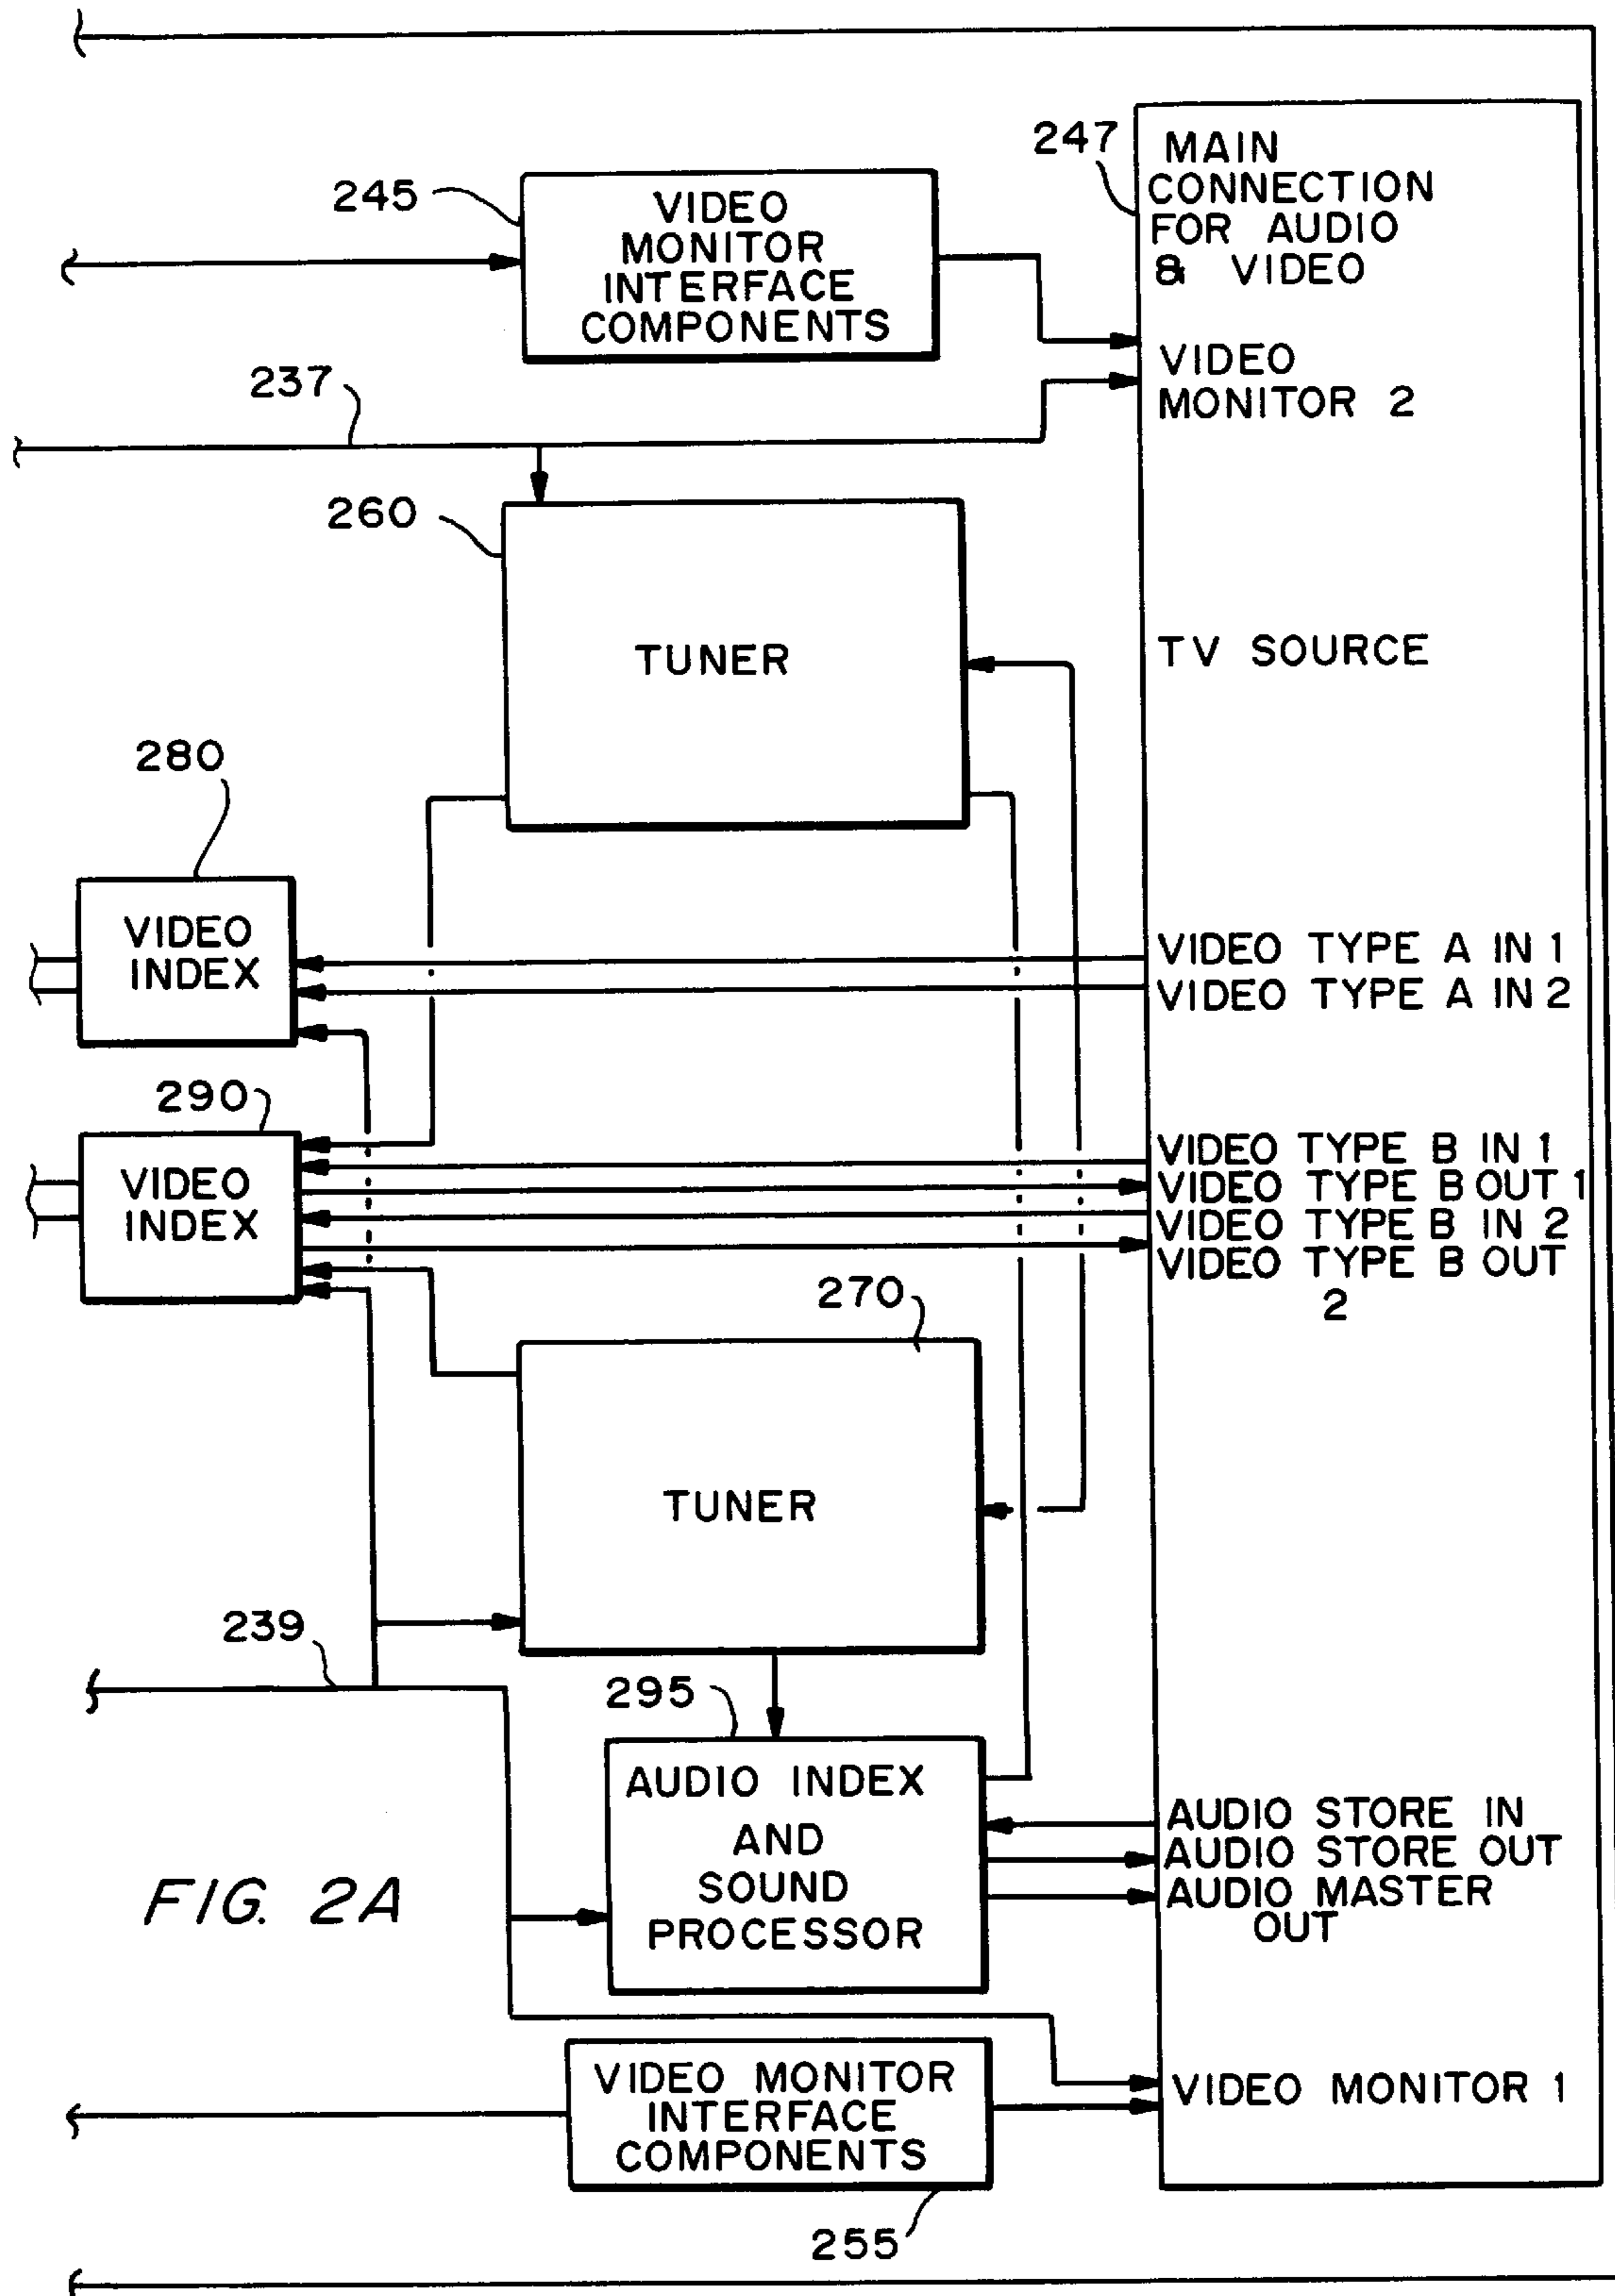 247
MAIN
CONNECTION
FOR AUDIO
& VIDEO
245
VIDEO
MONITOR
INTERFACE
COMPONENTS
VIDEO
MONITOR 2
237
260
TUNER
TV SOURCE
280
VIDEO
INDEX
VIDEO TYPE A IN 1
VIDEO TYPE A IN 2
290
VIDEO
INDEX
VIDEO TYPE B IN 1
VIDEO TYPE B OUT 1
VIDEO TYPE B IN 2
VIDEO TYPE B OUT
2
270
TUNER
239
295
AUDIO INDEX
AND
SOUND
PROCESSOR
AUDIO STORE IN
AUDIO STORE OUT
AUDIO MASTER
OUT
FIG. 2A
VIDEO MONITOR
INTERFACE
COMPONENTS
VIDEO MONITOR 1
255